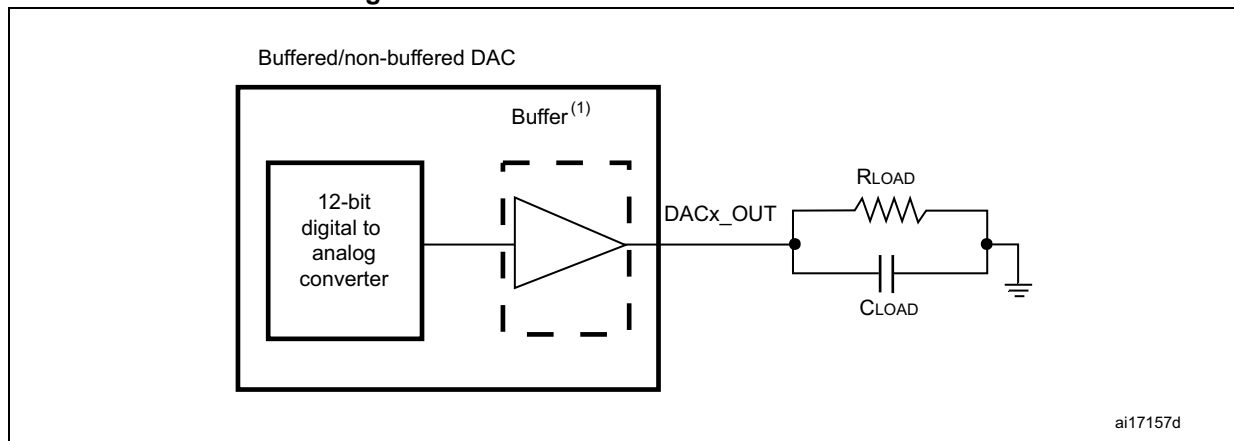 Buffered/non-buffered DAC
Buffer(1)
12-bit
digital to
analog
converter
DACx_OUT
RLOAD
CLOAD
ai17157d